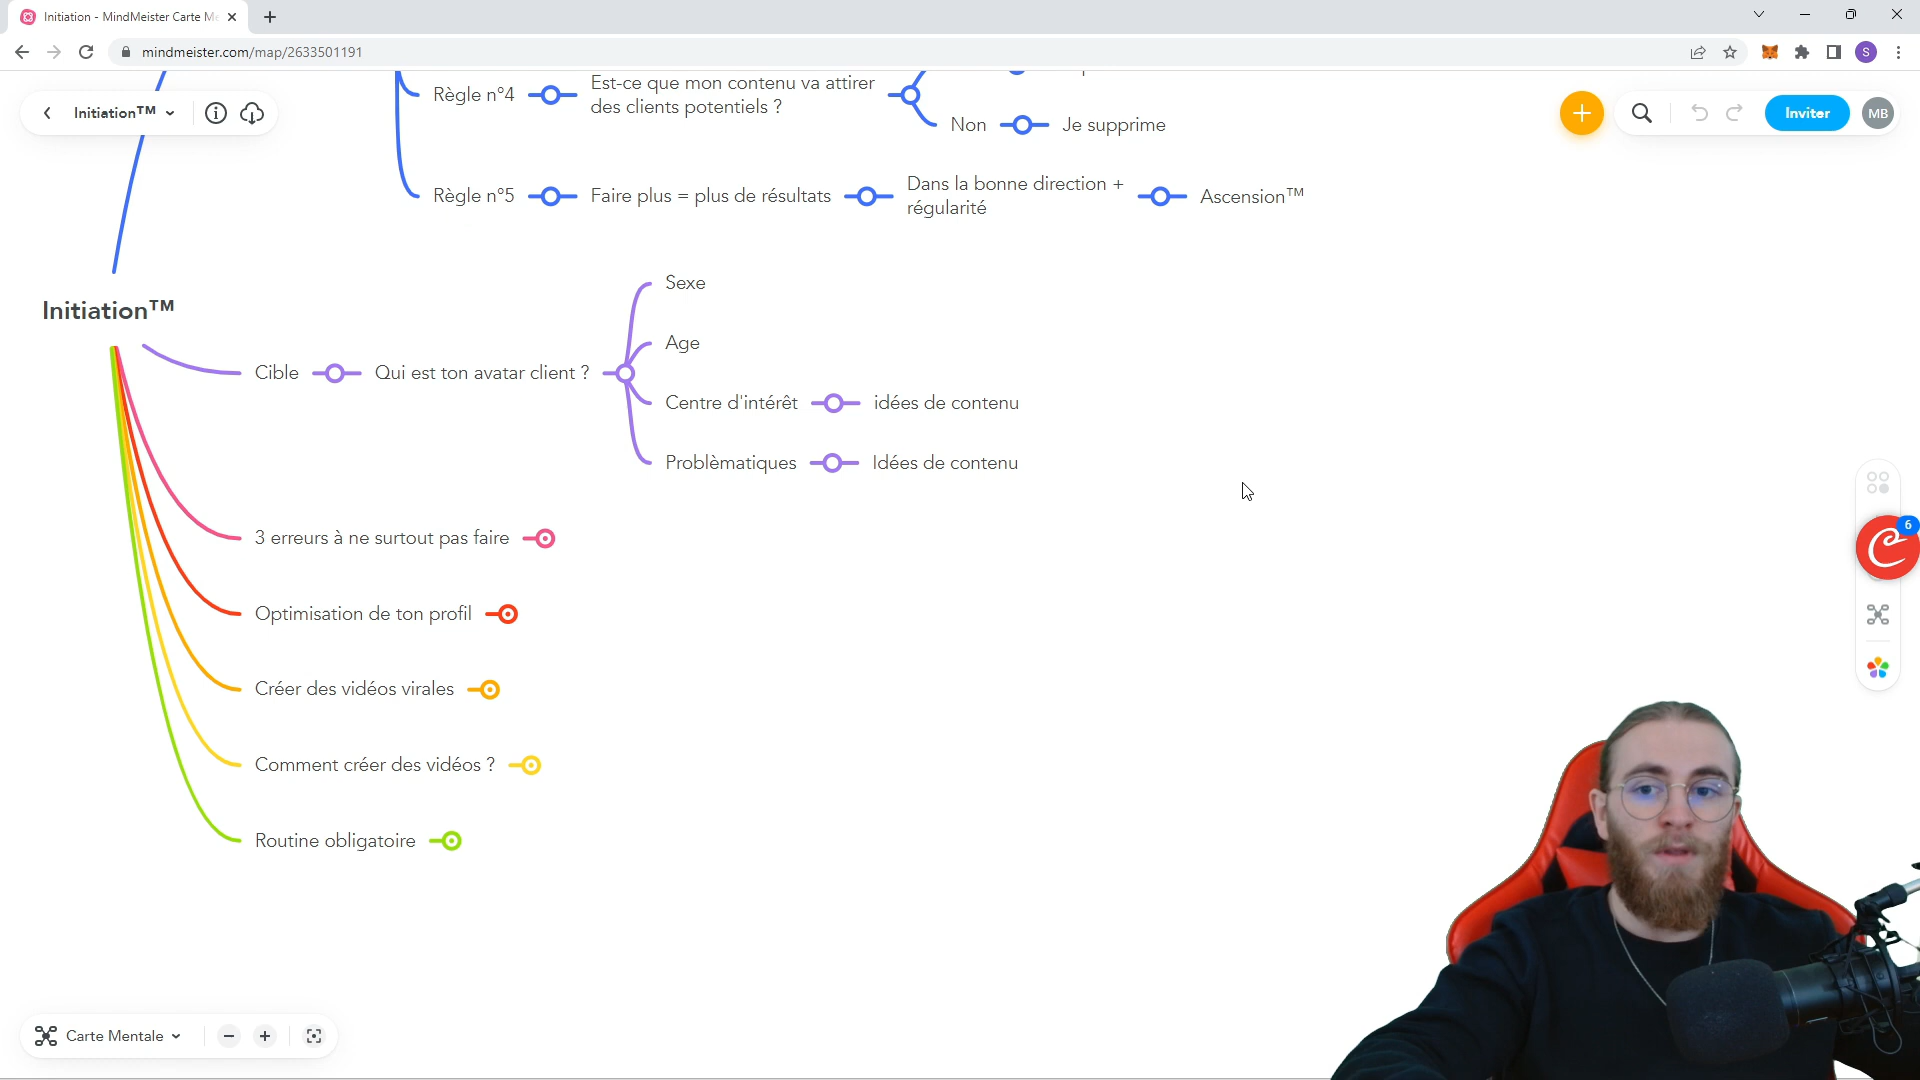 Initiation - MindMeister Carte Me
mindmeister.com/map/2633501191
S
Initiation™
Inviter
MB
Règle n°4
Est-ce que mon contenu va attirer
des clients potentiels ?
Non
Je supprime
Règle n°5
Faire plus = plus de résultats
Dans la bonne direction +
régularité
Ascension™
Initiation™
Cible
Qui est ton avatar client ?
Sexe
Age
Centre d'intérêt
idées de contenu
Problèmatiques
Idées de contenu
3 erreurs à ne surtout pas faire
Optimisation de ton profil
Créer des vidéos virales
Comment créer des vidéos ?
Routine obligatoire
6
Carte Mentale